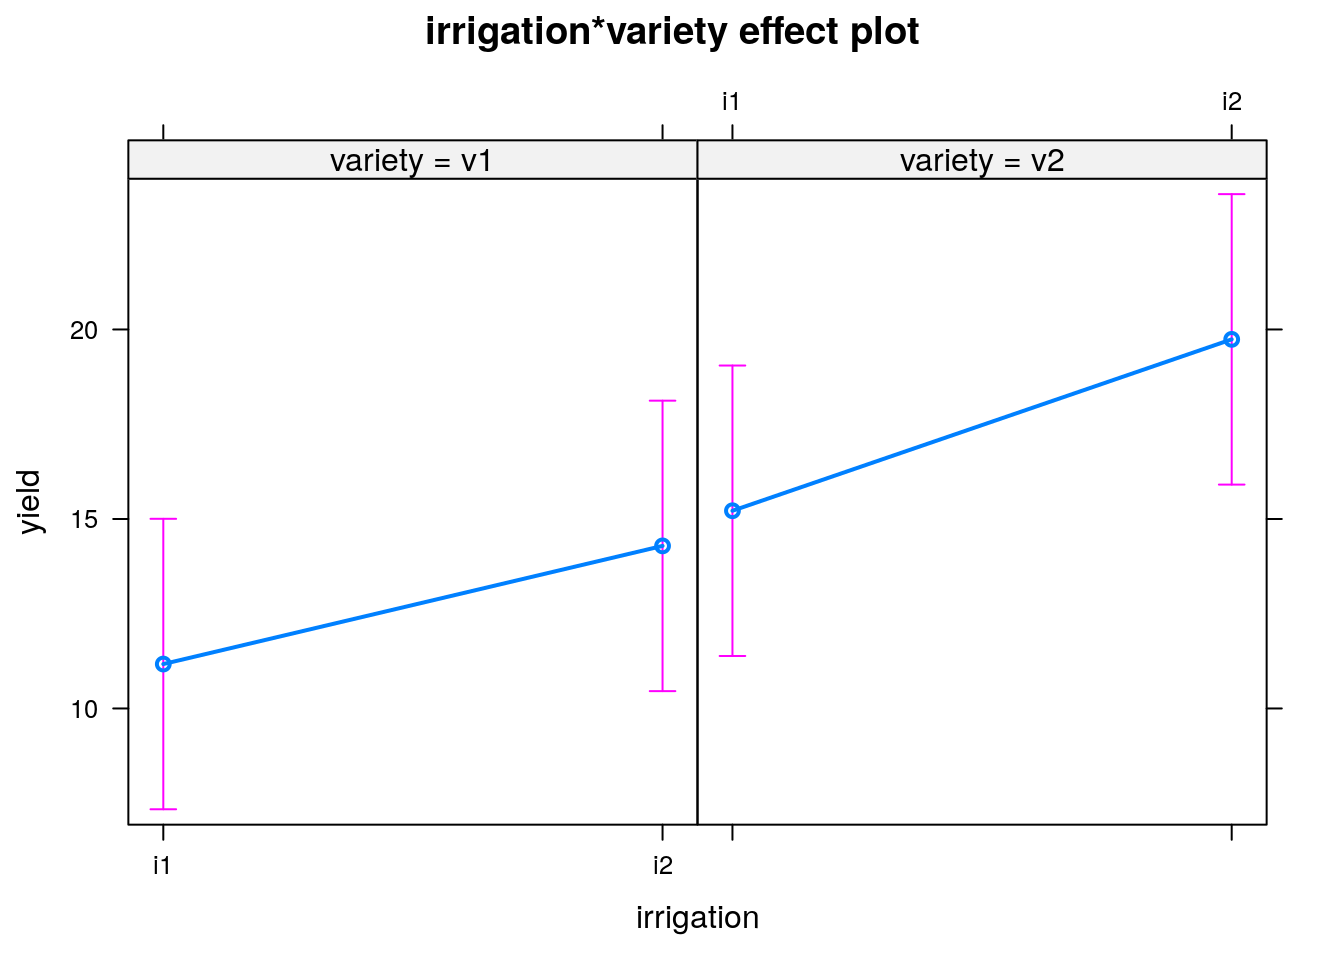 irrigation*variety effect plot
i1 i2
variety = v1 variety = v2
20
15
10
yield
i1 i2
irrigation